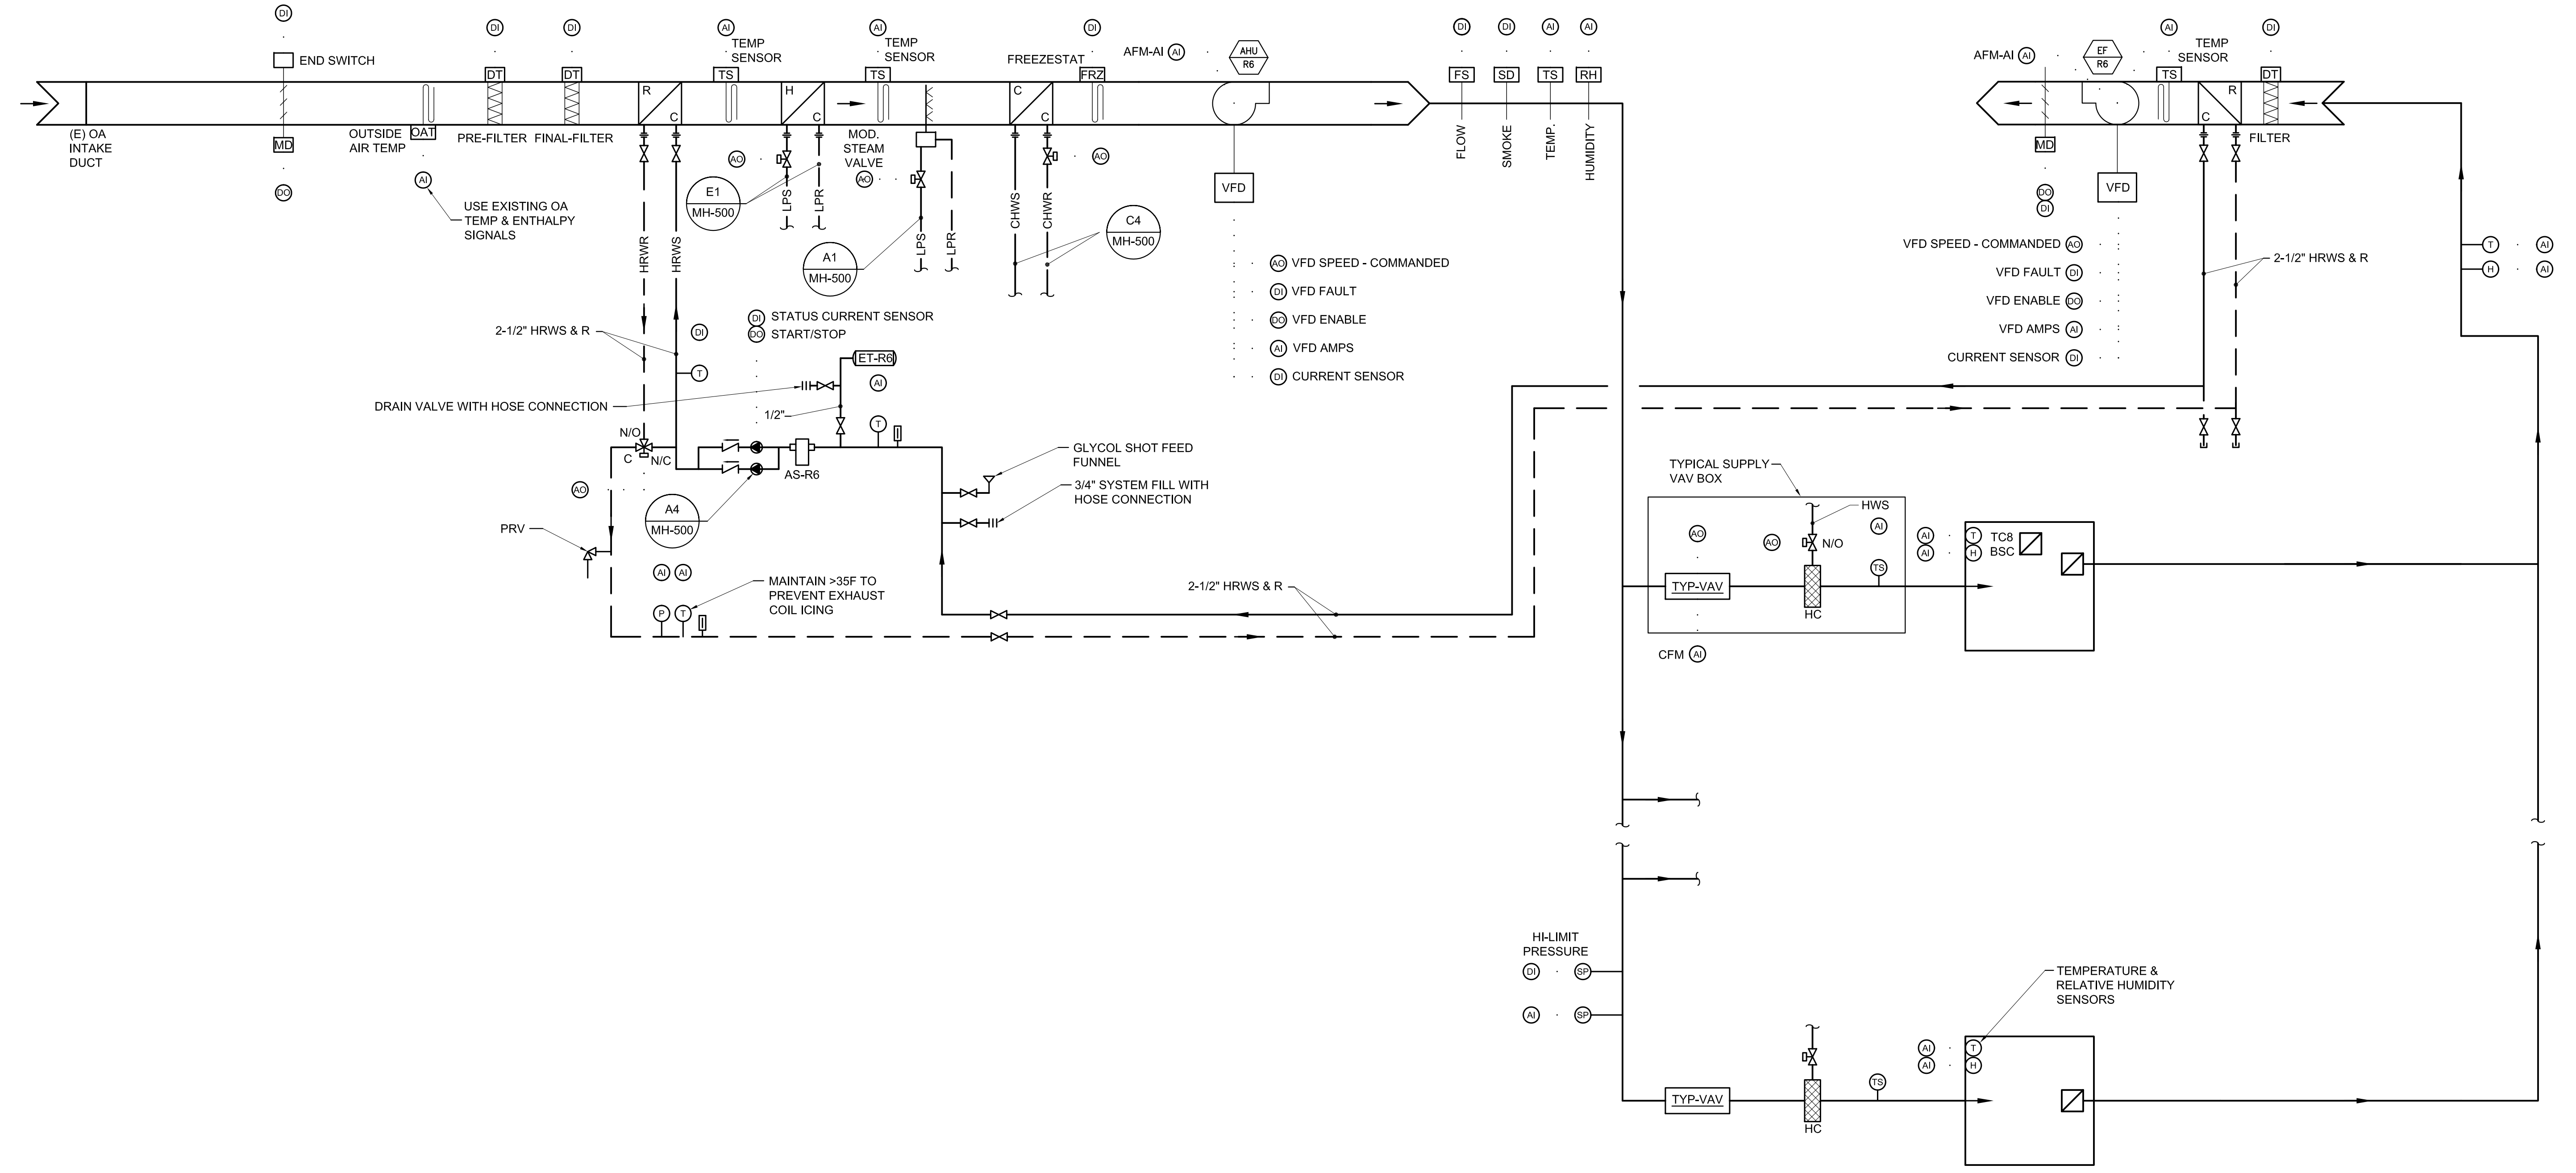 DI
END SWITCH
MD
DO
(E) OA
INTAKE
DUCT
OUTSIDE
AIR TEMP
OAT
AI
USE EXISTING OA
TEMP & ENTHALPY
SIGNALS
DI
DT
PRE-FILTER
DI
DT
FINAL-FILTER
R
C
AI
TEMP
SENSOR
TS
H
C
AI
TEMP
SENSOR
TS
MOD.
STEAM
VALVE
AO
AO
FREEZESTAT
DI
FRZ
C
C
AO
AFM-AI
AI
AHU
R6
VFD
DI
DI
AI
AI
FS
SD
TS
RH
FLOW
SMOKE
TEMP.
HUMIDITY
HRWR
HRWS
E1
MH-500
LPS
LPR
A1
MH-500
LPS
LPR
CHWS
CHWR
C4
MH-500
AO
VFD SPEED - COMMANDED
DI
VFD FAULT
DO
VFD ENABLE
AI
VFD AMPS
DI
CURRENT SENSOR
2-1/2" HRWS & R
DI
T
DI
STATUS CURRENT SENSOR
DO
START/STOP
ET-R6
AI
T
DRAIN VALVE WITH HOSE CONNECTION
1/2"
N/O
C
N/C
AO
AS-R6
A4
MH-500
GLYCOL SHOT FEED
FUNNEL
3/4" SYSTEM FILL WITH
HOSE CONNECTION
PRV
AI
AI
P
T
MAINTAIN >35F TO
PREVENT EXHAUST
COIL ICING
2-1/2" HRWS & R
AFM-AI
AI
EF
R6
AI
TEMP
SENSOR
TS
DI
DT
R
C
FILTER
MD
DO
DI
VFD
VFD SPEED - COMMANDED
AO
VFD FAULT
DI
VFD ENABLE
DO
VFD AMPS
AI
CURRENT SENSOR
DI
2-1/2" HRWS & R
T
AI
H
AI
TYPICAL SUPPLY
VAV BOX
AO
TYP-VAV
CFM
AI
HWS
AO
N/O
HC
AI
TS
AI
T
AI
H
TC8
BSC
HI-LIMIT
PRESSURE
DI
SP
AI
SP
TYP-VAV
HC
TS
AI
T
AI
H
TEMPERATURE &
RELATIVE HUMIDITY
SENSORS